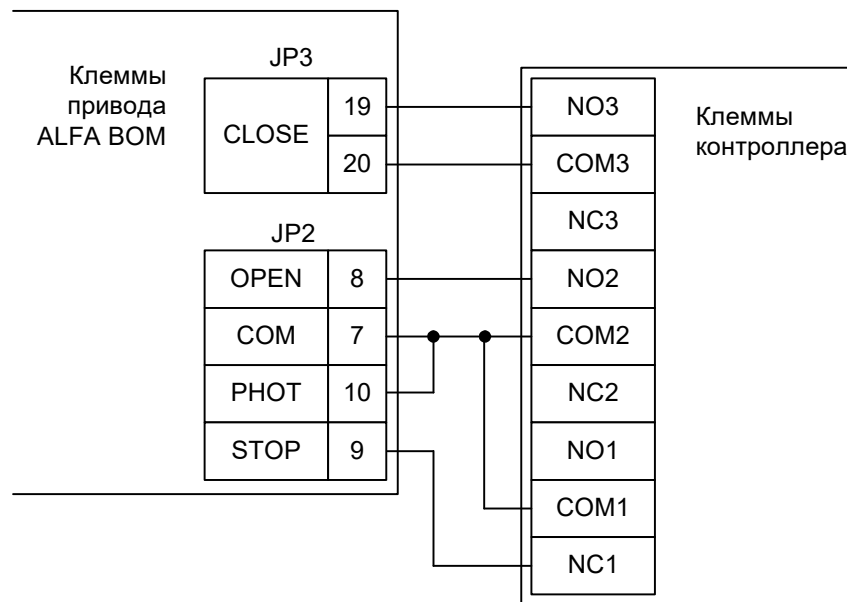 Клеммы
привода
ALFA BOM
JP3
CLOSE
19
20
JP2
OPEN 8
COM 7
PHOT 10
STOP 9
NO3
COM3
NC3
NO2
COM2
NC2
NO1
COM1
NC1
Клеммы
контроллера